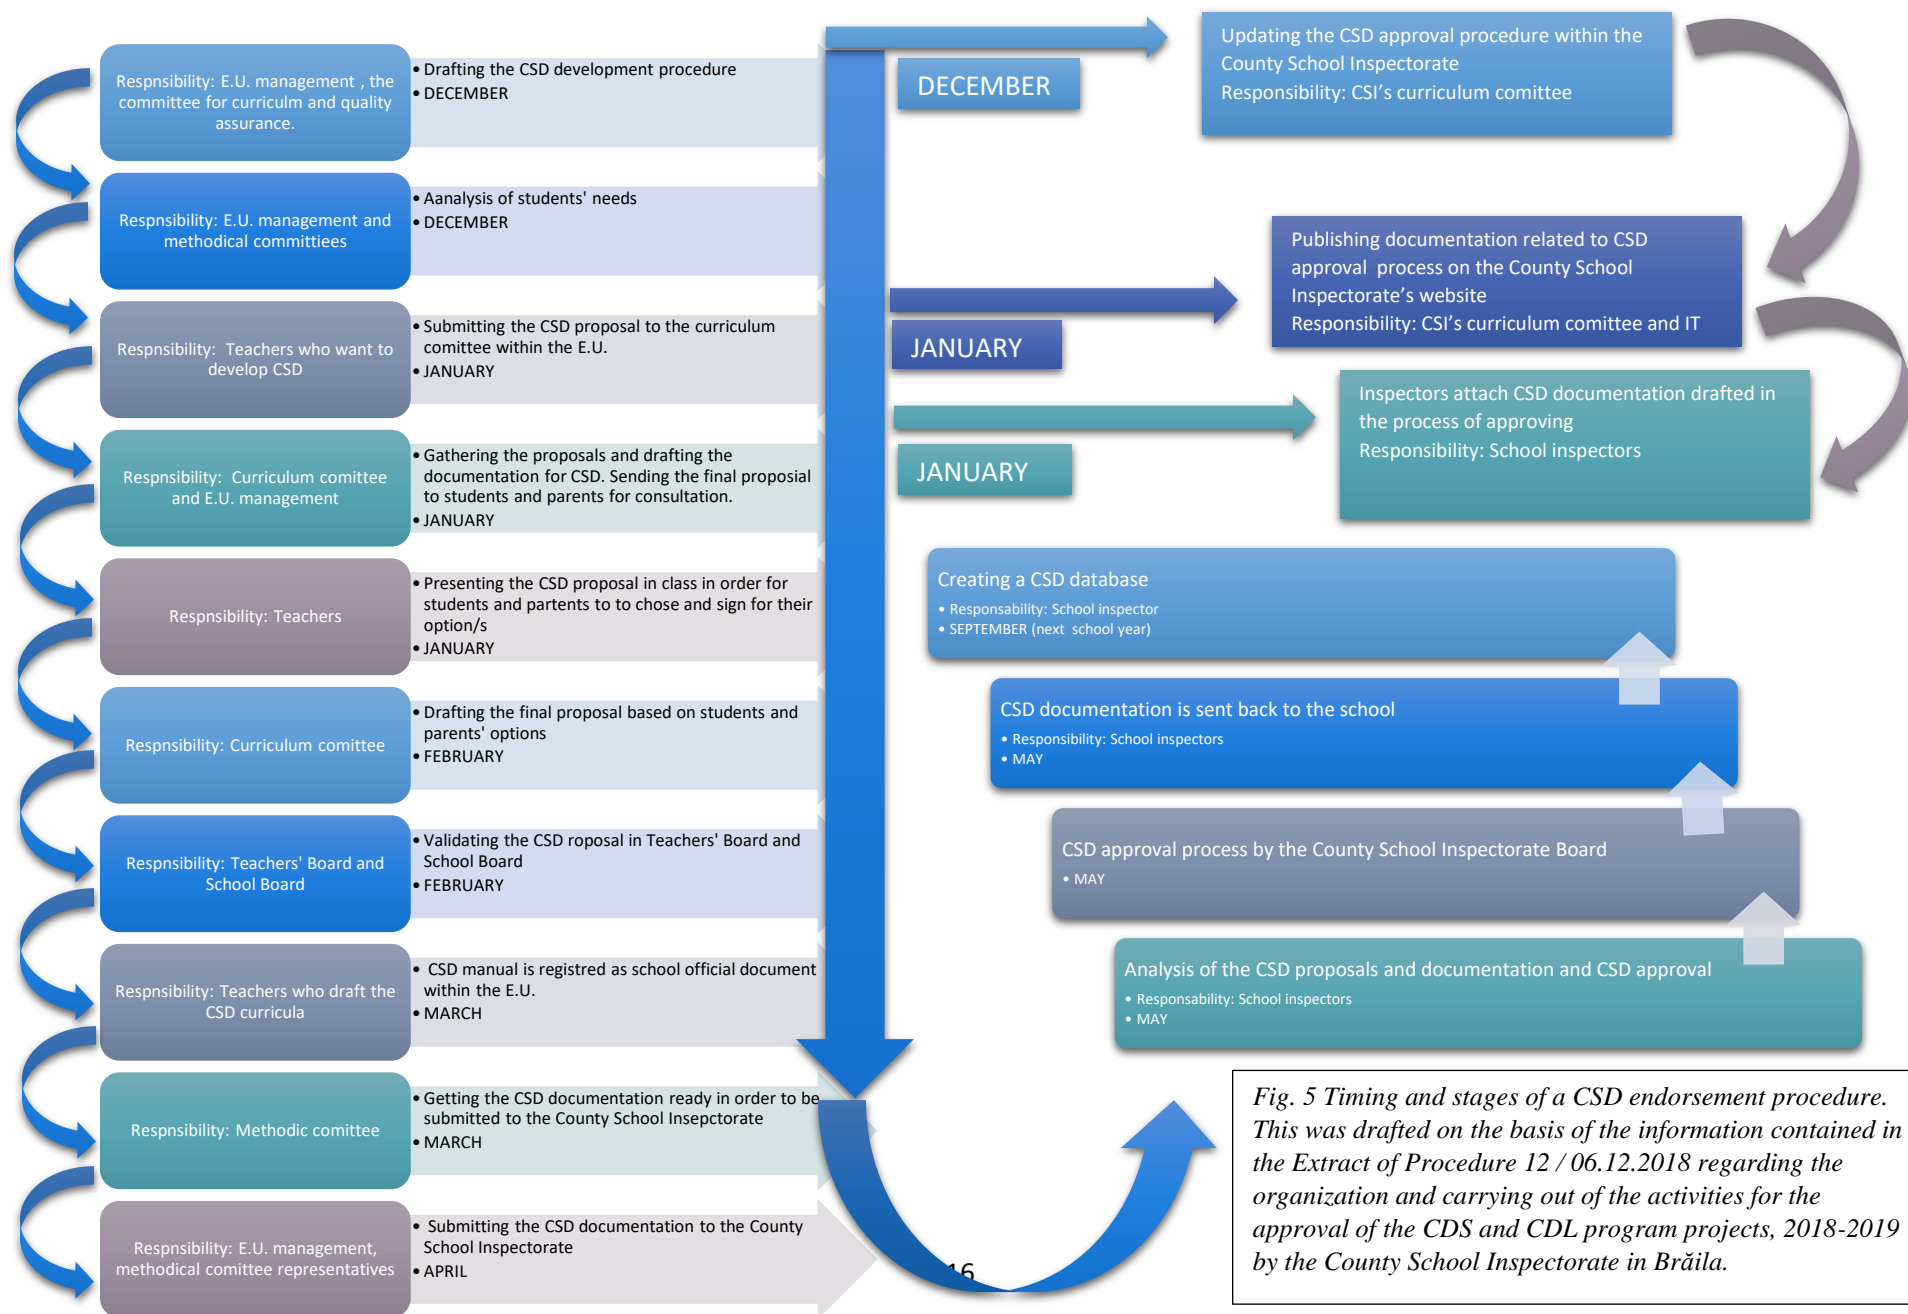 Respnsibility: E.U. management , the
committee for curriculm and quality
assurance.
• Drafting the CSD development procedure
• DECEMBER
Respnsibility: E.U. management and
methodical committiees
• Aanalysis of students' needs
• DECEMBER
Respnsibility:  Teachers who want to
develop CSD
• Submitting the CSD proposal to the curriculum
comittee within the E.U.
• JANUARY
Respnsibility:  Curriculum comittee
and E.U. management
• Gathering the proposals and drafting the
documentation for CSD. Sending the final proposial
to students and parents for consultation.
• JANUARY
Respnsibility: Teachers
• Presenting the CSD proposal in class in order for
students and partents to to chose and sign for their
option/s
• JANUARY
Respnsibility: Curriculum comittee
• Drafting the final proposal based on students and
parents' options
• FEBRUARY
Respnsibility: Teachers' Board and
School Board
• Validating the CSD roposal in Teachers' Board and
School Board
• FEBRUARY
Respnsibility: Teachers who draft the
CSD curricula
• CSD manual is registred as school official document
within the E.U.
• MARCH
Respnsibility: Methodic comittee
• Getting the CSD documentation ready in order to be
submitted to the County School Insepctorate
• MARCH
Respnsibility: E.U. management,
methodical comittee representatives
• Submitting the CSD documentation to the County
School Inspectorate
• APRIL
DECEMBER
Updating the CSD approval procedure within the
County School Inspectorate
Responsibility: CSI’s curriculum comittee
JANUARY
Publishing documentation related to CSD
approval  process on the County School
Inspectorate’s website
Responsibility: CSI’s curriculum comittee and IT
JANUARY
Inspectors attach CSD documentation drafted in
the process of approving
Responsibility: School inspectors
Creating a CSD database
• Responsability: School inspector
• SEPTEMBER (next  school year)
CSD documentation is sent back to the school
• Responsibility: School inspectors
• MAY
CSD approval process by the County School Inspectorate Board
• MAY
Analysis of the CSD proposals and documentation and CSD approval
• Responsability: School inspectors
• MAY
Fig. 5 Timing and stages of a CSD endorsement procedure.
This was drafted on the basis of the information contained in
the Extract of Procedure 12 / 06.12.2018 regarding the
organization and carrying out of the activities for the
approval of the CDS and CDL program projects, 2018-2019
by the County School Inspectorate in Brăila.
16